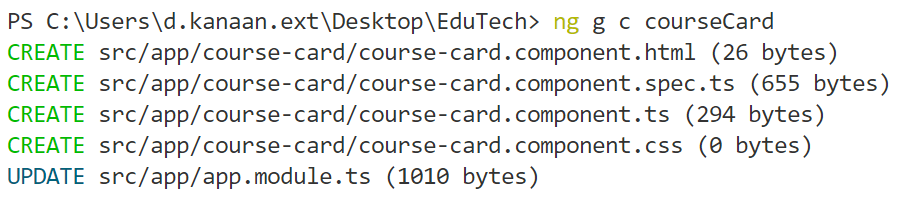 PS C:\Users\d.kanaan.ext\Desktop\EduTech> ng g c courseCard
CREATE src/app/course-card/course-card.component.html (26 bytes)
CREATE src/app/course-card/course-card.component.spec.ts (655 bytes)
CREATE src/app/course-card/course-card.component.ts (294 bytes)
CREATE src/app/course-card/course-card.component.css (0 bytes)
UPDATE src/app/app.module.ts (1010 bytes)